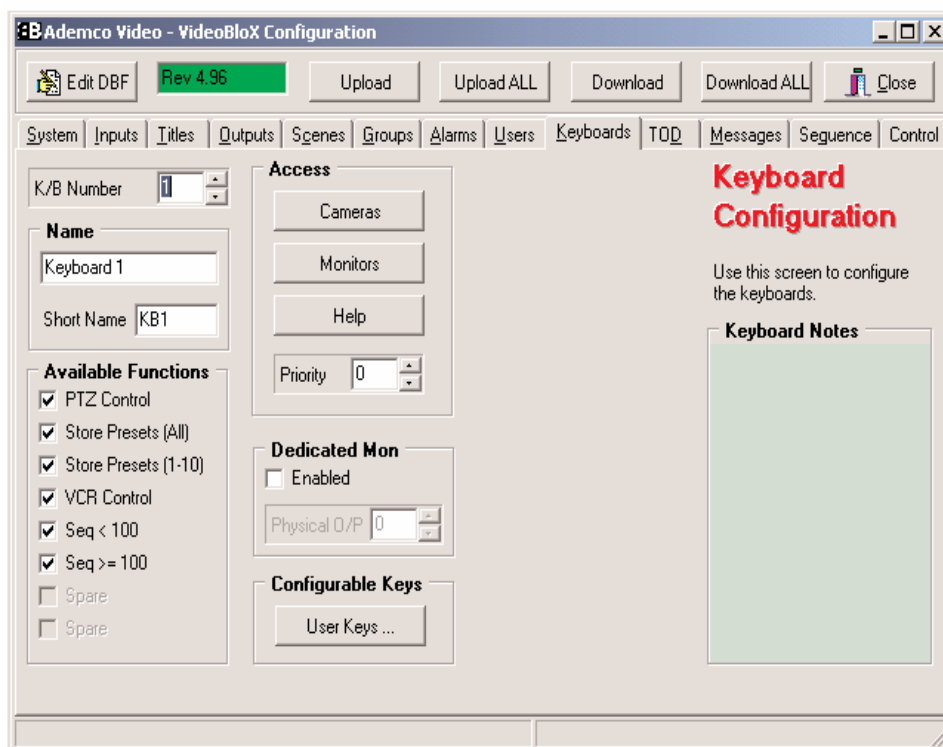 Ademco Video - VideoBloX Configuration
Edit DBF
Rev 4.96
Upload
Upload ALL
Download
Download ALL
Close
System Inputs Titles Outputs Scenes Groups Alarms Users Keyboards TOD Messages Seguence Control
K/B Number 1
Name
Keyboard 1
Short Name KB1
Available Functions
PTZ Control
Store Presets (All)
Store Presets (1-10)
VCR Control
Seq < 100
Seq >= 100
Spare
Spare
Access
Cameras
Monitors
Help
Priority 0
Dedicated Mon
Enabled
Physical O/P 0
Configurable Keys
User Keys ...
Keyboard
Configuration
Use this screen to configure
the keyboards.
Keyboard Notes